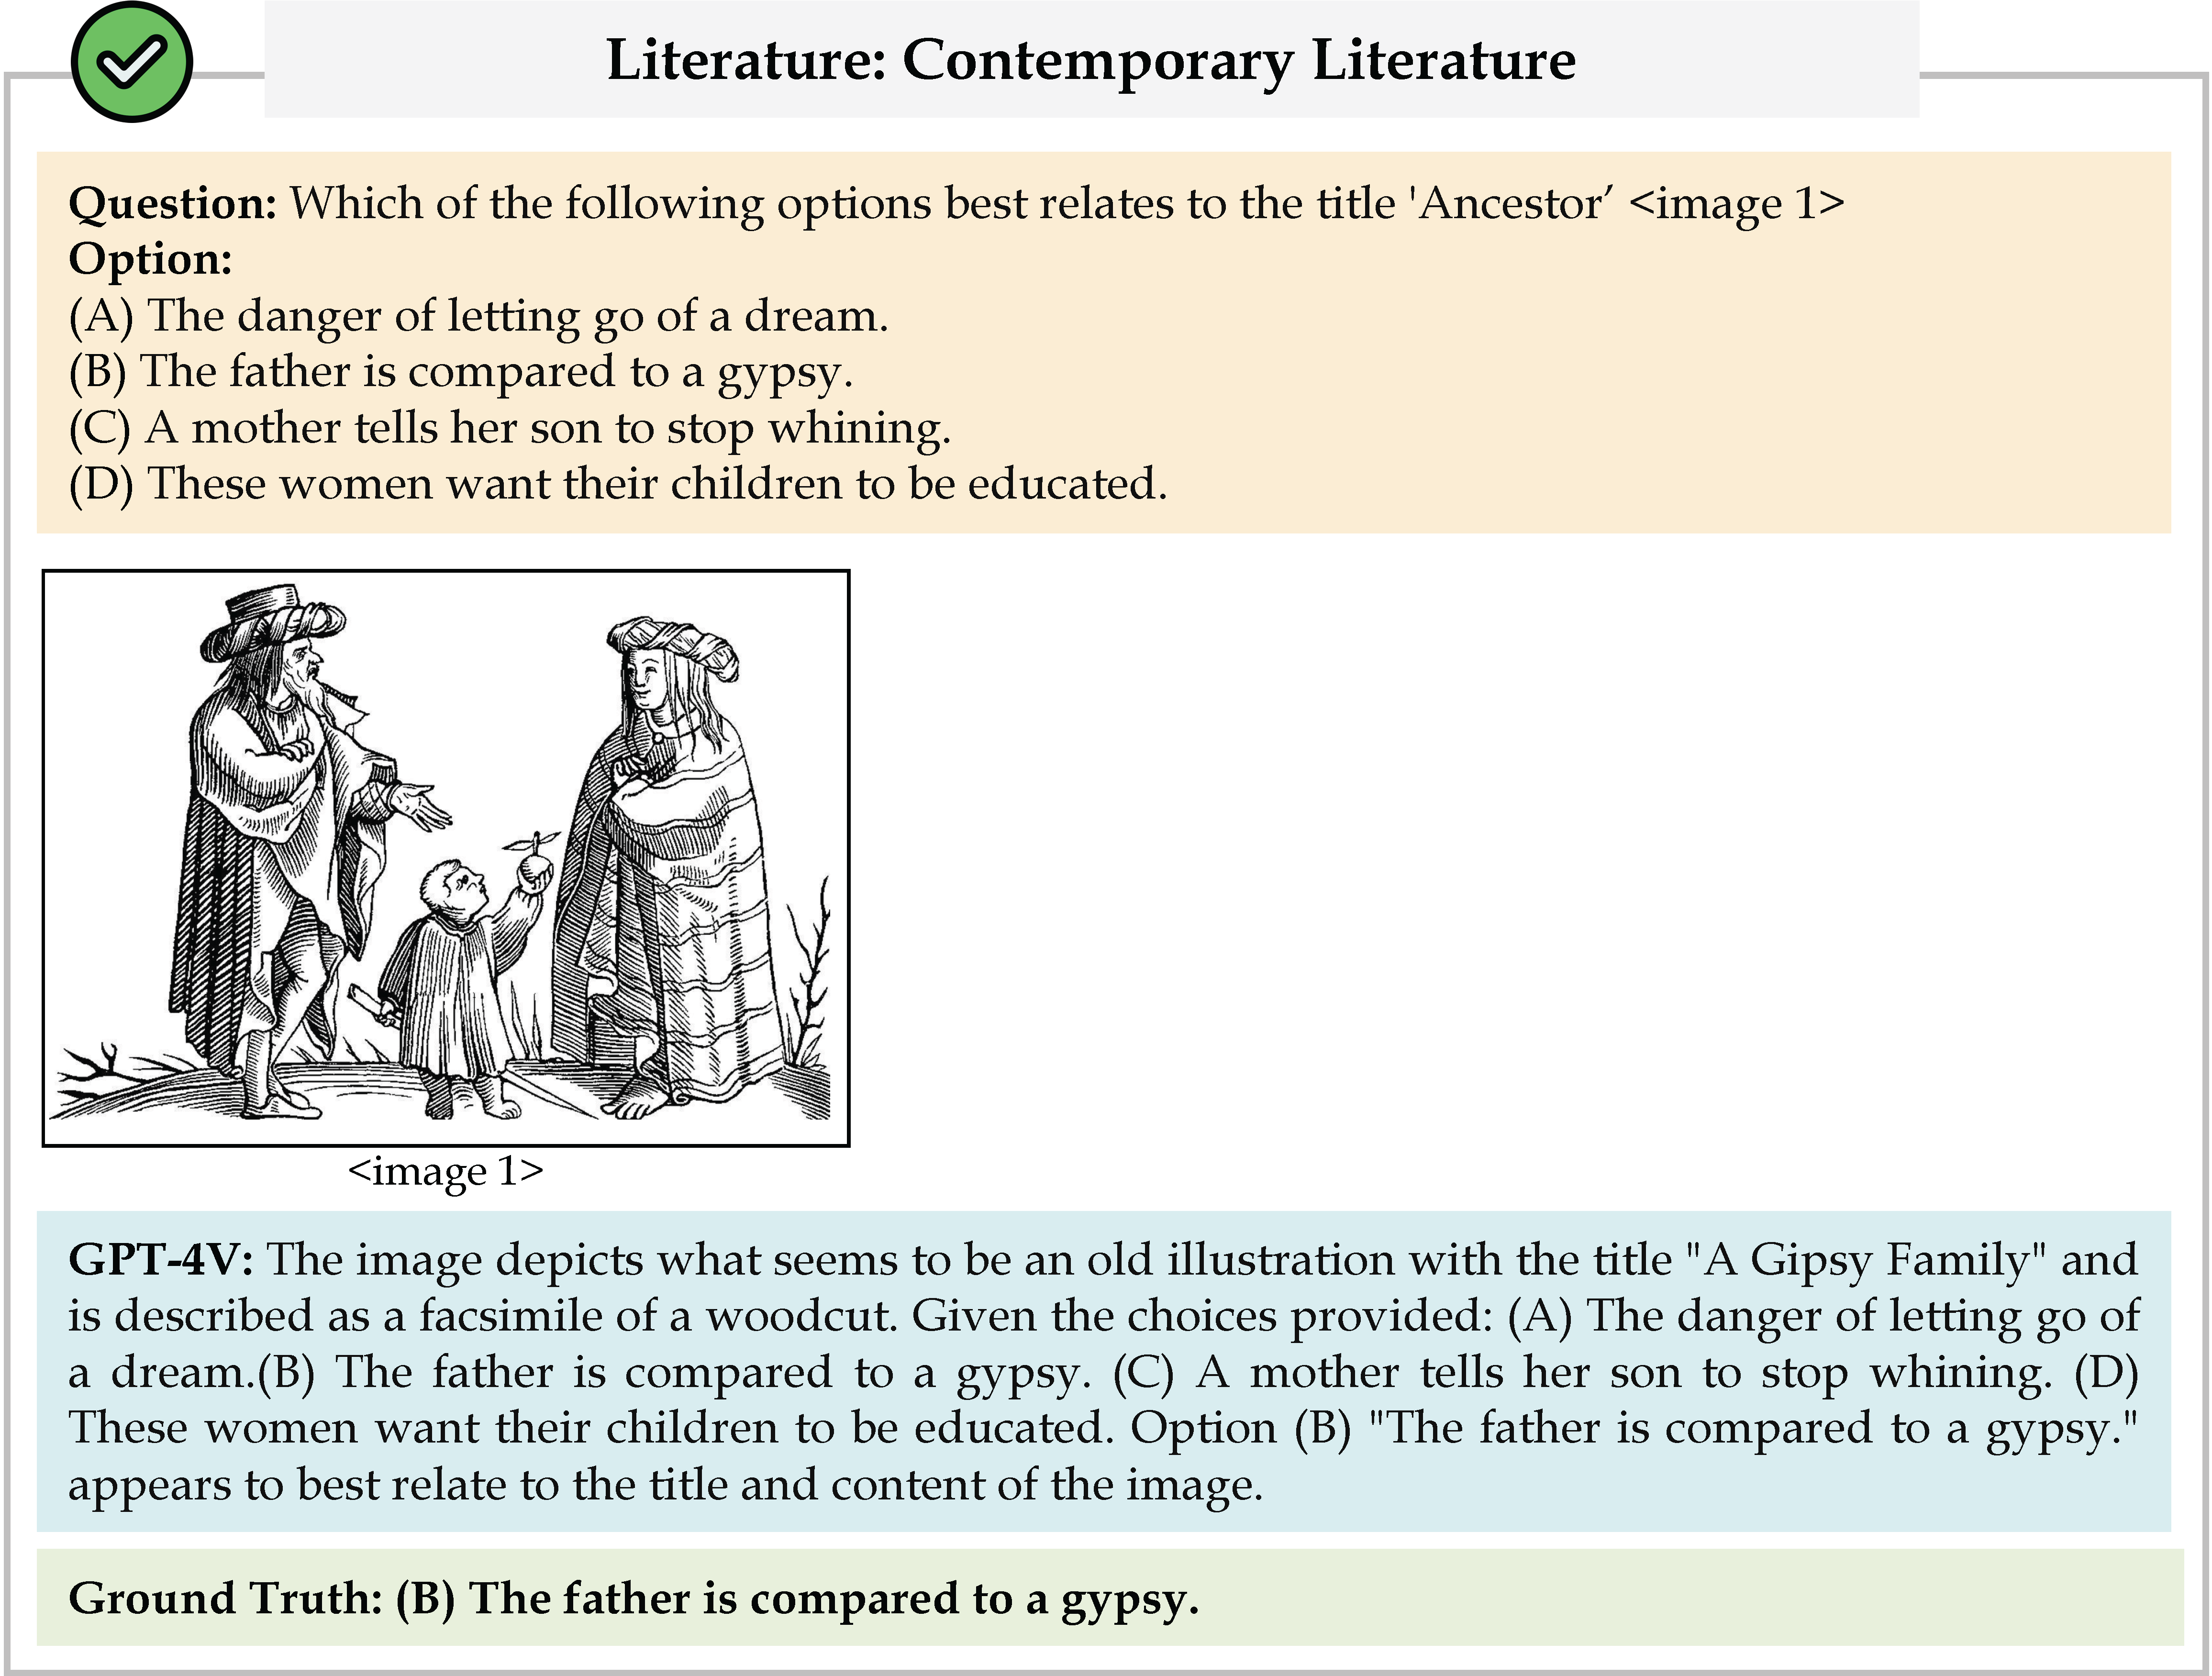 Literature: Contemporary Literature
Question: Which of the following options best relates to the title 'Ancestor’ <image 1>
Option:
(A) The danger of letting go of a dream.
(B) The father is compared to a gypsy.
(C) A mother tells her son to stop whining.
(D) These women want their children to be educated.
<image 1>
GPT-4V: The image depicts what seems to be an old illustration with the title "A Gipsy Family" and
is described as a facsimile of a woodcut. Given the choices provided: (A) The danger of letting go of
a dream.(B) The father is compared to a gypsy. (C) A mother tells her son to stop whining. (D)
These women want their children to be educated. Option (B) "The father is compared to a gypsy."
appears to best relate to the title and content of the image.
Ground Truth: (B) The father is compared to a gypsy.